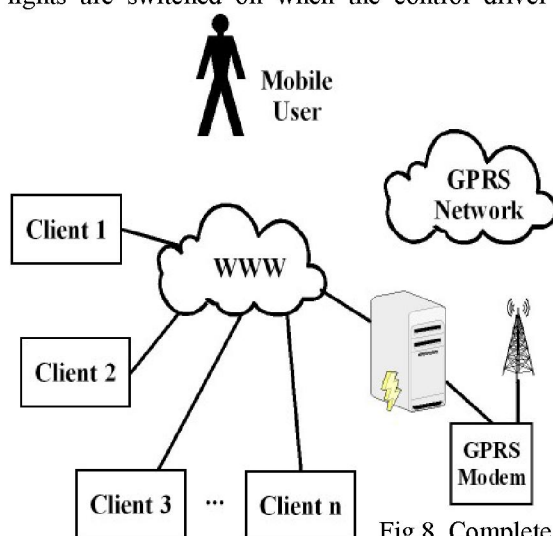 lights are switched on when the control driver
Mobile
User
GPRS
Network
Client 1
WWW
Client 2
GPRS
Modem
Client 3
...
Client n
Fig.8. Complete